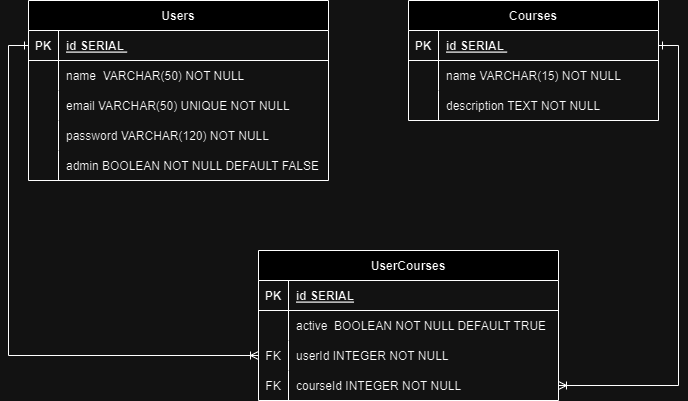 Users
PK id SERIAL
name VARCHAR(50) NOT NULL
email VARCHAR(50) UNIQUE NOT NULL
password VARCHAR(120) NOT NULL
admin BOOLEAN NOT NULL DEFAULT FALSE
Courses
PK id SERIAL
name VARCHAR(15) NOT NULL
description TEXT NOT NULL
UserCourses
PK id SERIAL
active BOOLEAN NOT NULL DEFAULT TRUE
FK userId INTEGER NOT NULL
FK courseId INTEGER NOT NULL